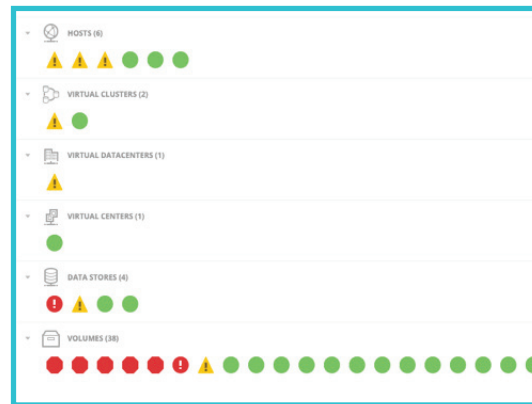 HOSTS (6)
VIRTUAL CLUSTERS (2)
VIRTUAL DATACENTERS (1)
VIRTUAL CENTERS (1)
DATA STORES (4)
VOLUMES (38)